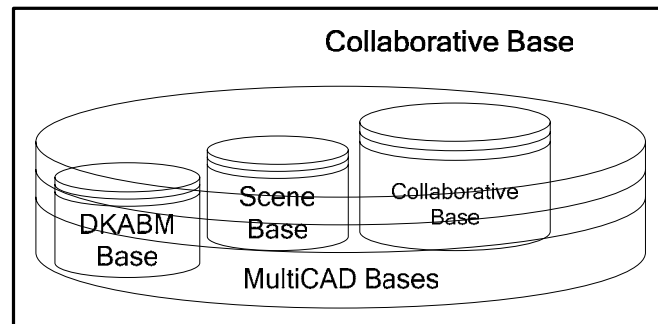 Collaborative Base
DKABM
Base
Scene
Base
Collaborative
Base
MultiCAD Bases